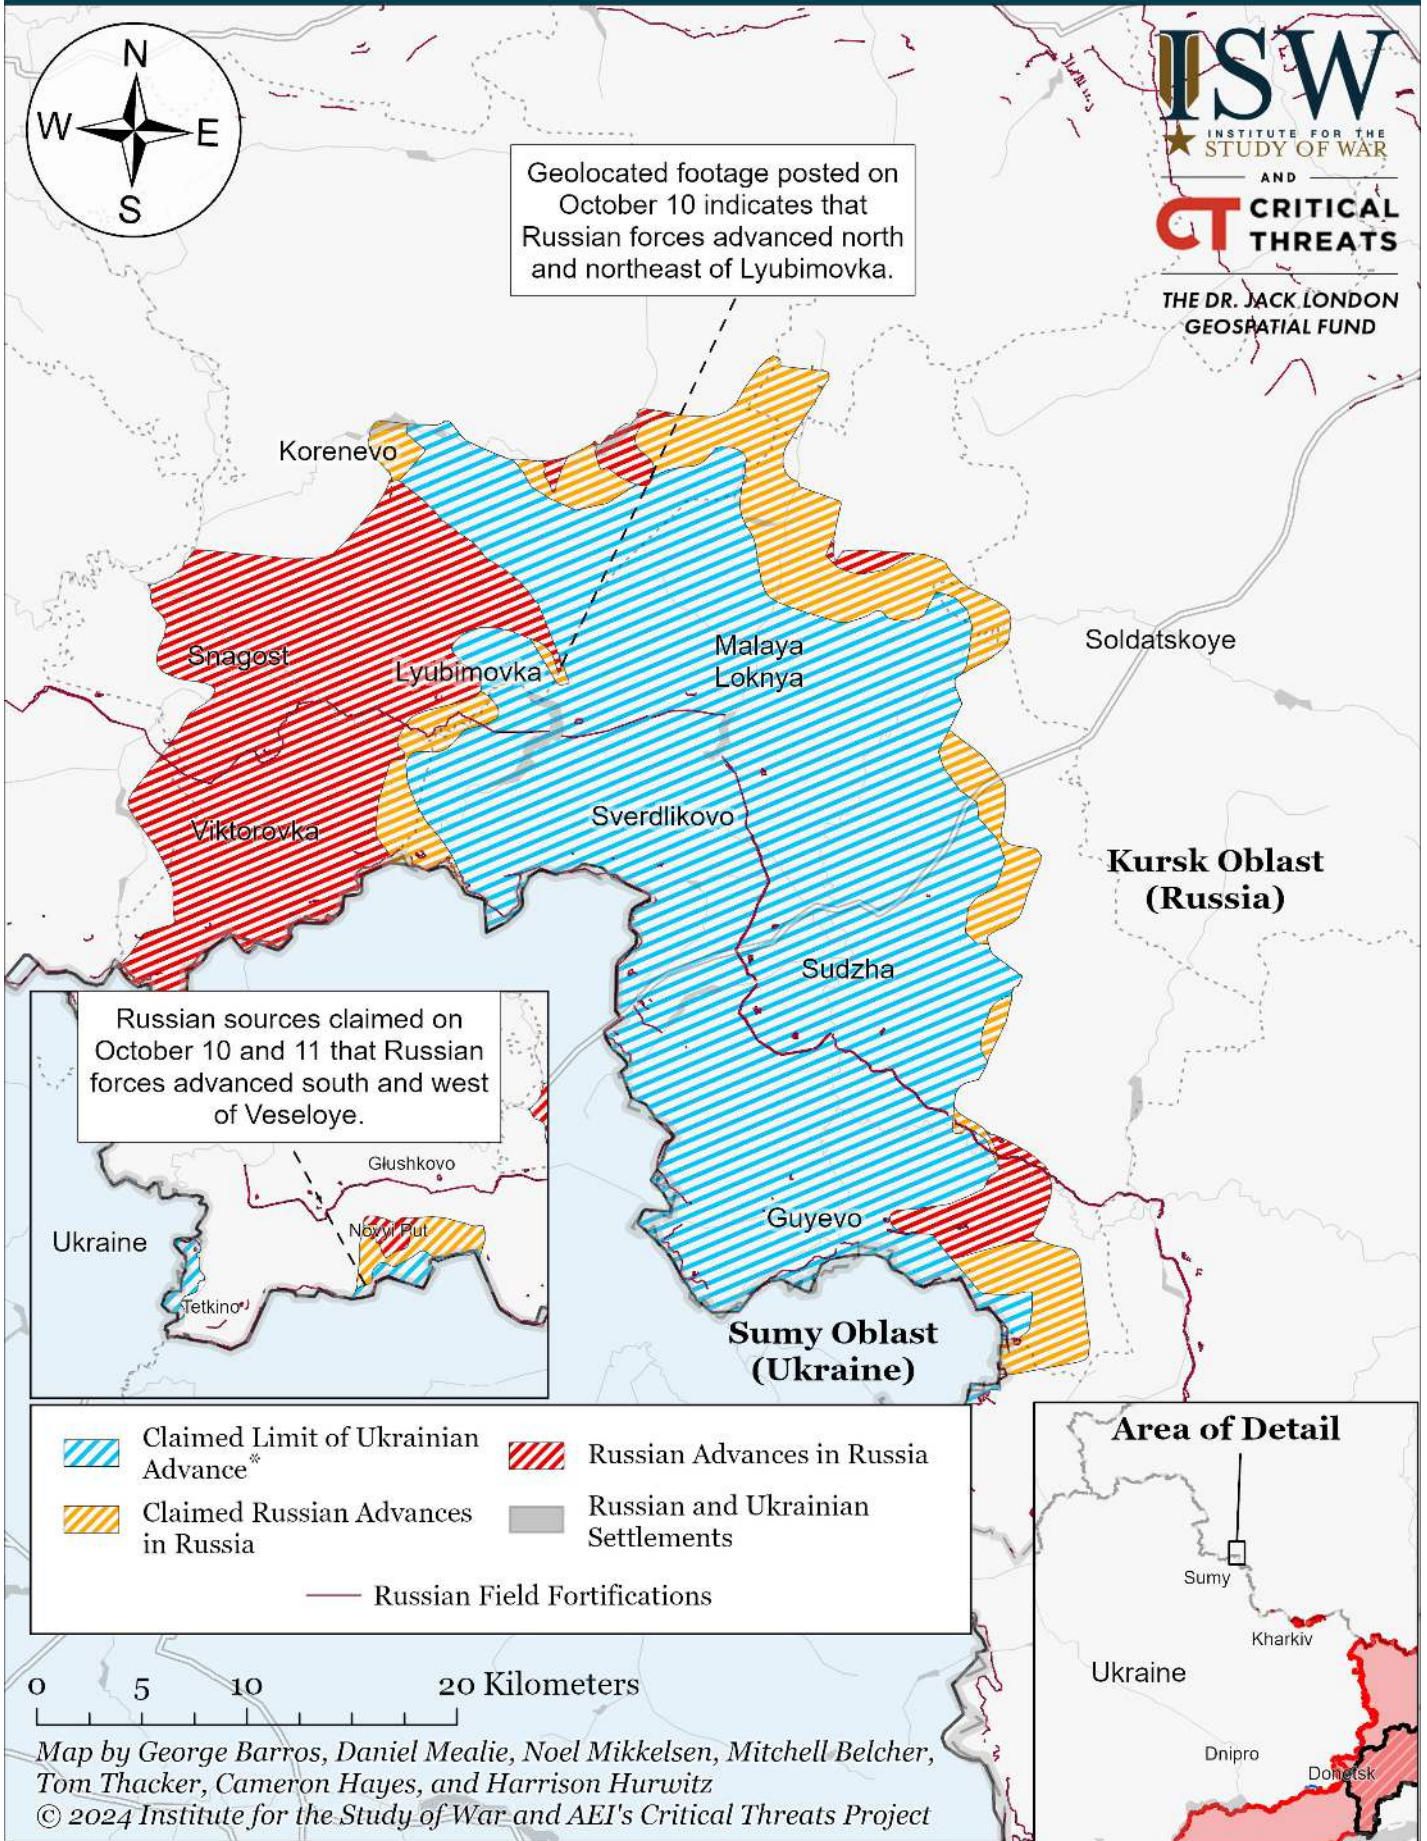 N
W
E
S
ISW
INSTITUTE FOR THE
STUDY OF WAR
AND
CT CRITICAL
THREATS
THE DR. JACK LONDON
GEOSPATIAL FUND
Geolocated footage posted on
October 10 indicates that
Russian forces advanced north
and northeast of Lyubimovka.
Korenevo
Snagost
Lyubimovka
Malaya
Loknya
Soldatskoye
Viktorovka
Sverdlikovo
Kursk Oblast
(Russia)
Sudzha
Guyevo
Sumy Oblast
(Ukraine)
Russian sources claimed on
October 10 and 11 that Russian
forces advanced south and west
of Veseloye.
Glushkovo
Novyi Put
Ukraine
Tetkino
Claimed Limit of Ukrainian
Advance*
Claimed Russian Advances
in Russia
Russian Advances in Russia
Russian and Ukrainian
Settlements
Russian Field Fortifications
Area of Detail
Sumy
Kharkiv
Ukraine
Dnipro
Donetsk
0 5 10 20 Kilometers
Map by George Barros, Daniel Mealie, Noel Mikkelsen, Mitchell Belcher,
Tom Thacker, Cameron Hayes, and Harrison Hurwitz
© 2024 Institute for the Study of War and AEI's Critical Threats Project